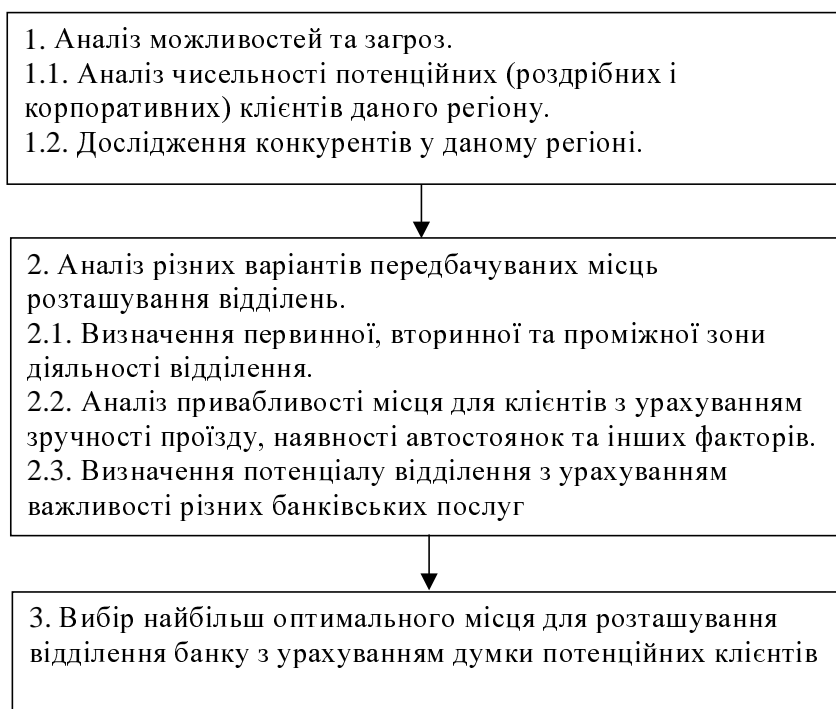 1. Аналіз можливостей та загроз.
1.1. Аналіз чисельності потенційних (роздрібних і
корпоративних) клієнтів даного регіону.
1.2. Дослідження конкурентів у даному регіоні.
2. Аналіз різних варіантів передбачуваних місць
розташування відділень.
2.1. Визначення первинної, вторинної та проміжної зони
діяльності відділення.
2.2. Аналіз привабливості місця для клієнтів з урахуванням
зручності проїзду, наявності автостоянок та інших факторів.
2.3. Визначення потенціалу відділення з урахуванням
важливості різних банківських послуг
3. Вибір найбільш оптимального місця для розташування
відділення банку з урахуванням думки потенційних клієнтів